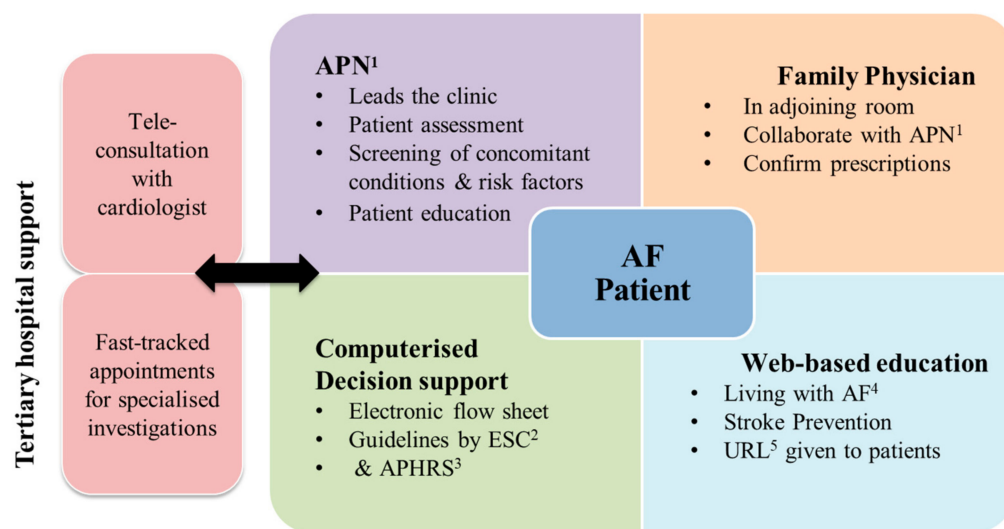 Tertiary hospital support
Tele-
consultation
with
cardiologist
Fast-tracked
appointments
for specialised
investigations
APN¹
• Leads the clinic
• Patient assessment
• Screening of concomitant
conditions & risk factors
• Patient education
Family Physician
• In adjoining room
• Collaborate with APN¹
• Confirm prescriptions
AF
Patient
Computerised
Decision support
• Electronic flow sheet
• Guidelines by ESC²
• & APHRS³
Web-based education
• Living with AF⁴
• Stroke Prevention
• URL⁵ given to patients